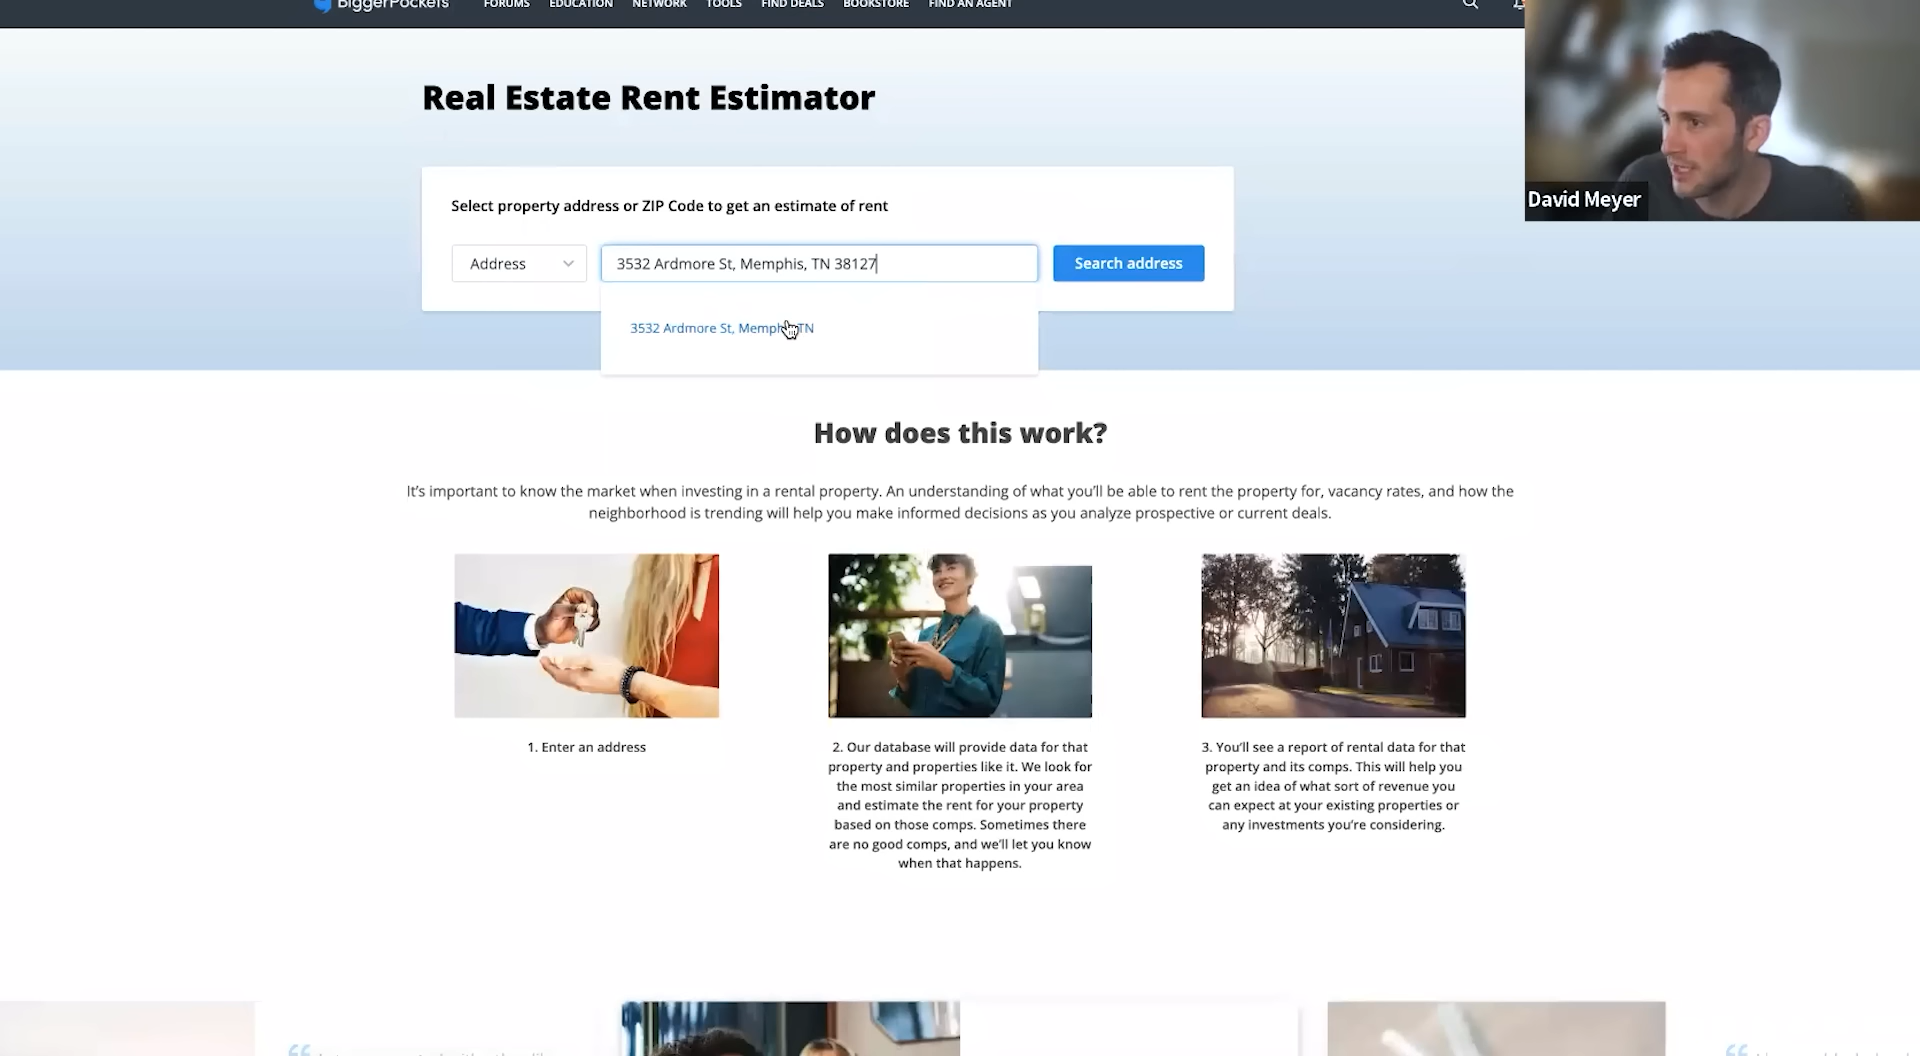 BiggerPockets FORUMS EDUCATION NETWORK TOOLS FIND DEALS BOOKSTORE FIND AN AGENT
Real Estate Rent Estimator
David Meyer
Select property address or ZIP Code to get an estimate of rent
Address 3532 Ardmore St, Memphis, TN 38127 Search address
3532 Ardmore St, Memphis, TN
How does this work?
It's important to know the market when investing in a rental property. An understanding of what you'll be able to rent the property for, vacancy rates, and how the
neighborhood is trending will help you make informed decisions as you analyze prospective or current deals.
1. Enter an address
2. Our database will provide data for that
property and properties like it. We look for
the most similar properties in your area
and estimate the rent for your property
based on those comps. Sometimes there
are no good comps, and we'll let you know
when that happens.
3. You'll see a report of rental data for that
property and its comps. This will help you
get an idea of what sort of revenue you
can expect at your existing properties or
any investments you're considering.